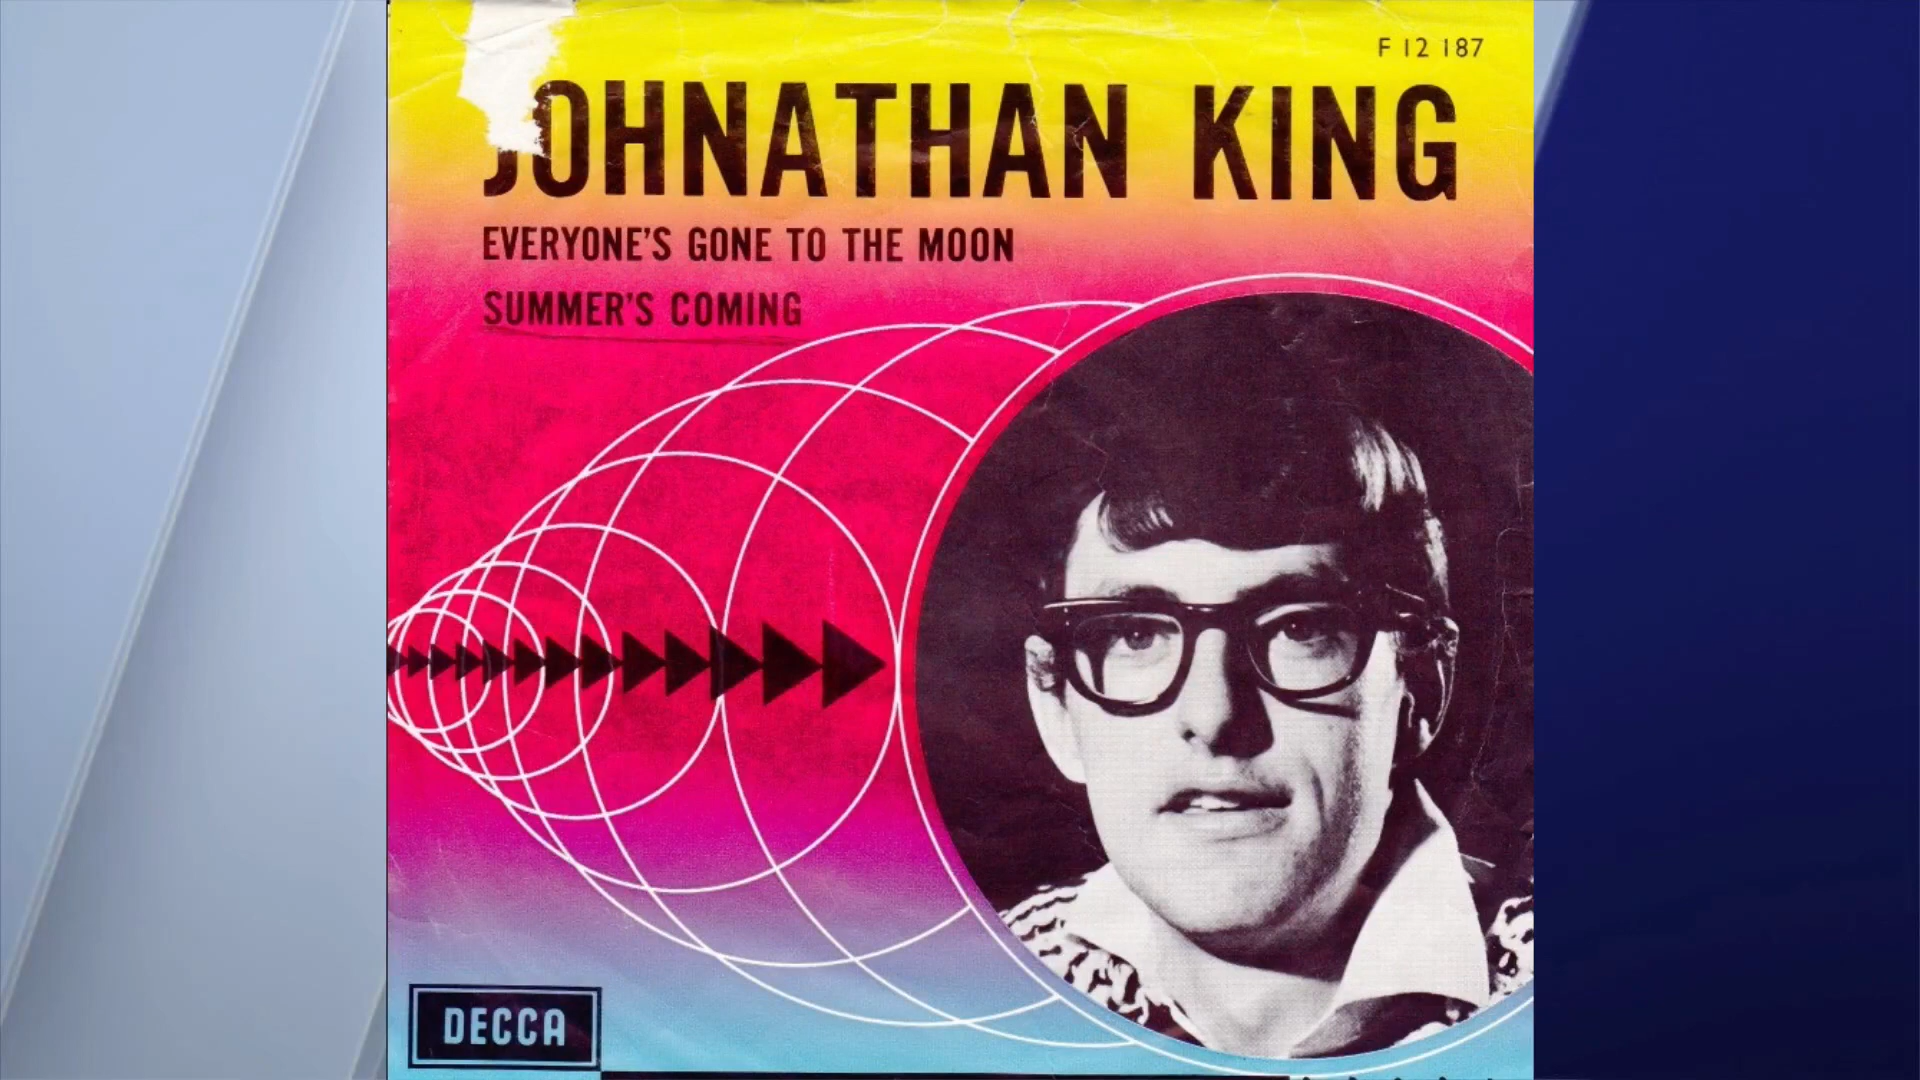 F 12 187
JOHNATHAN KING
EVERYONE'S GONE TO THE MOON
SUMMER'S COMING
DECCA